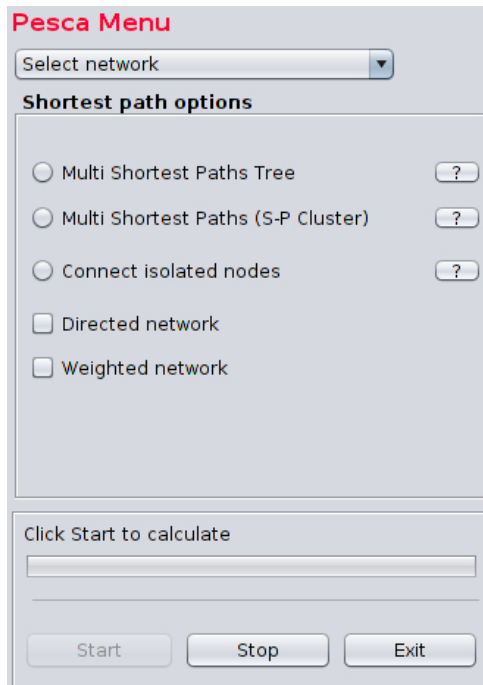 Pesca Menu
Select network
Shortest path options
Multi Shortest Paths Tree ?
Multi Shortest Paths (S-P Cluster) ?
Connect isolated nodes ?
Directed network
Weighted network
Click Start to calculate
Start Stop Exit